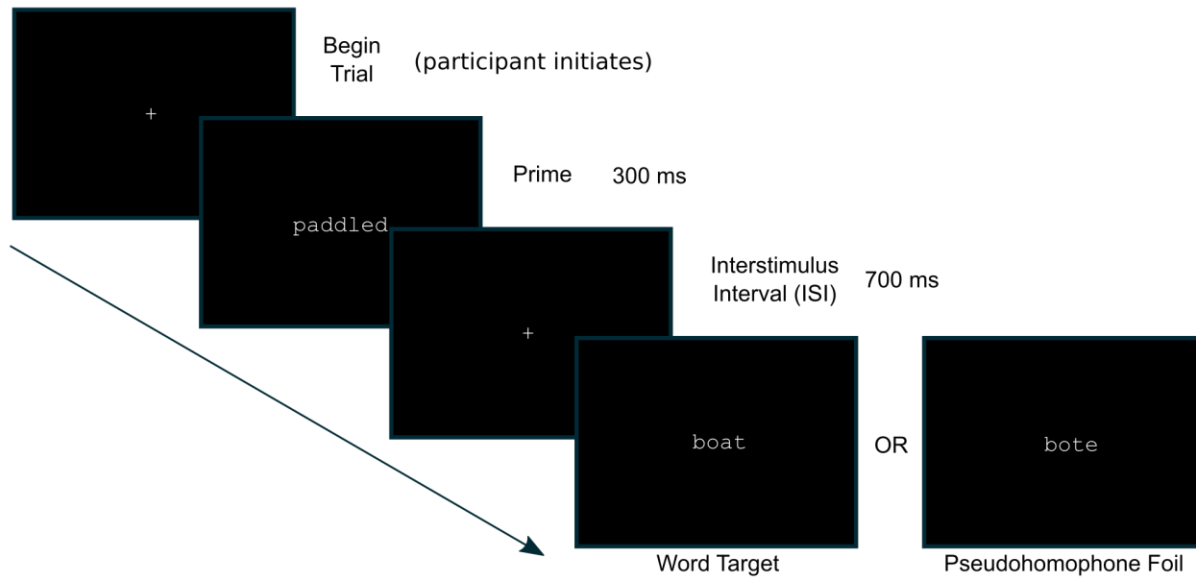 +
Begin
Trial
(participant initiates)
paddled
Prime 300 ms
+
Interstimulus
Interval (ISI)
700 ms
boat
OR
bote
Word Target
Pseudohomophone Foil